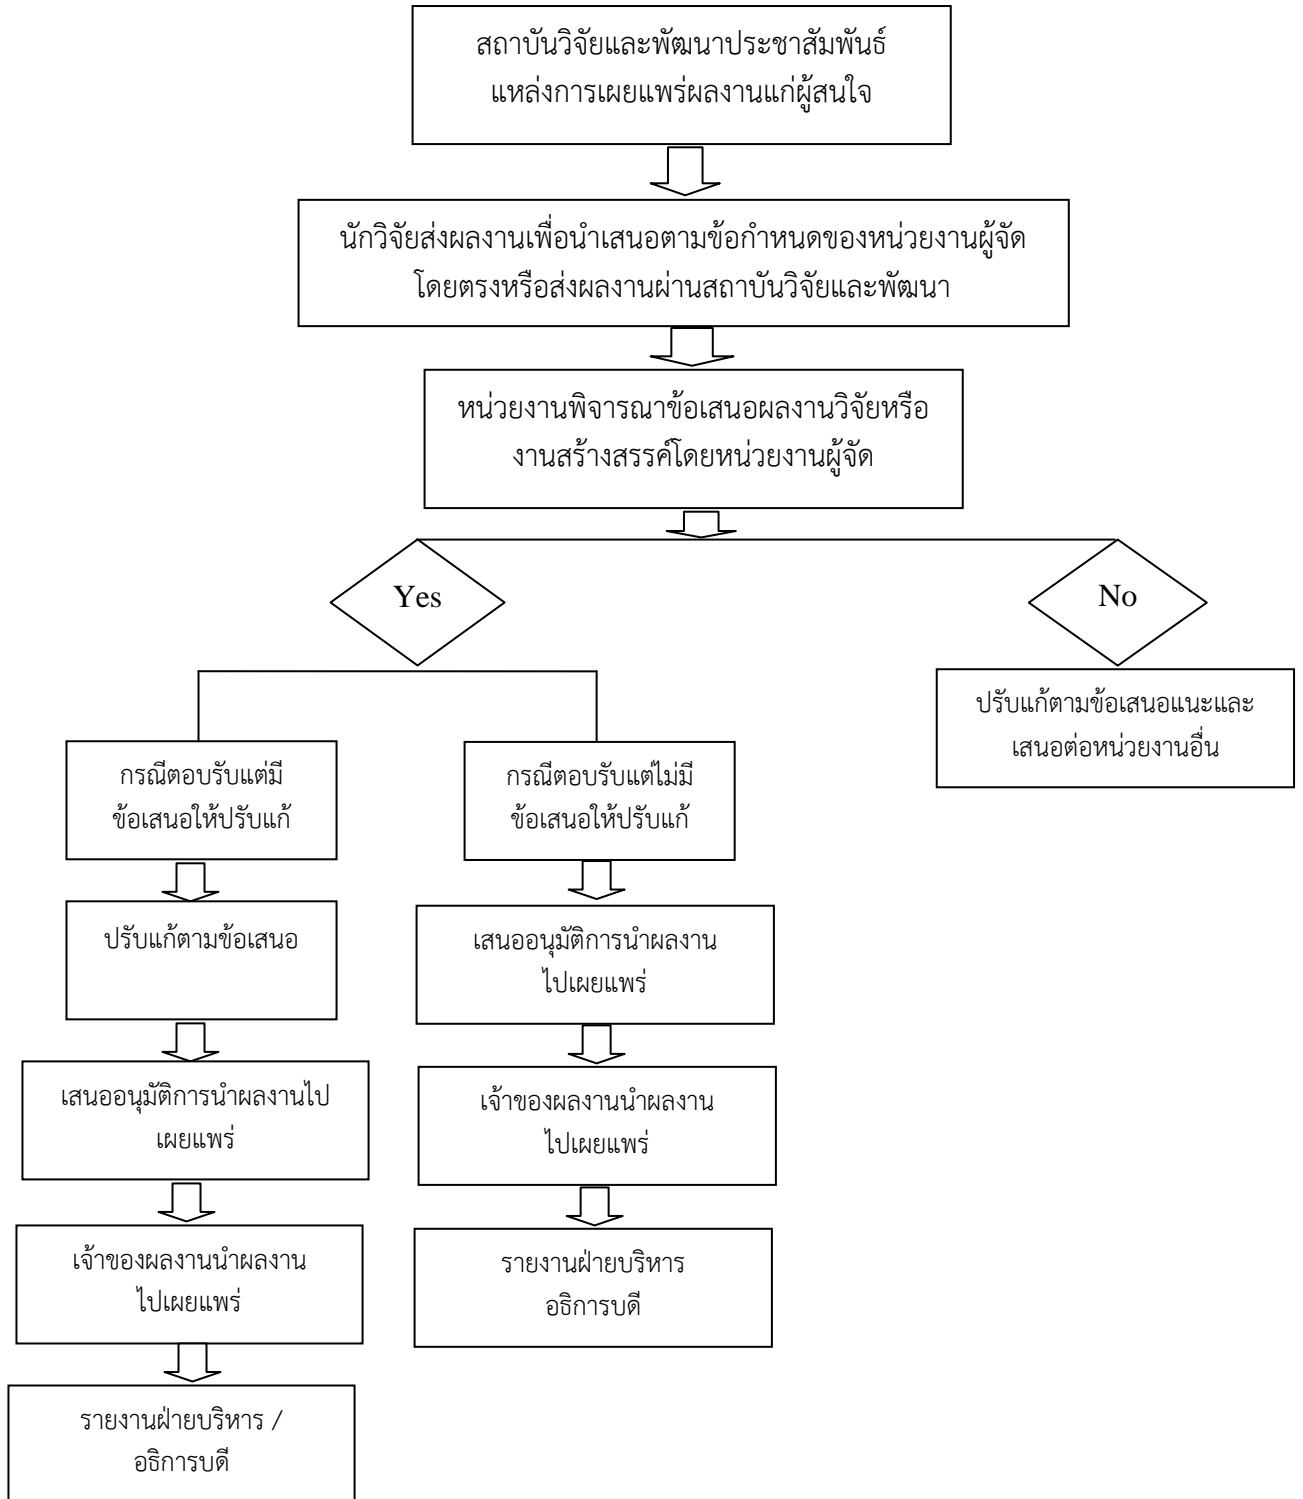 สถาบันวิจัยและพัฒนาประชาสัมพันธ์
แหล่งการเผยแพร่ผลงานแก่ผู้สนใจ
นักวิจัยส่งผลงานเพื่อนำเสนอตามข้อกำหนดของหน่วยงานผู้จัด
โดยตรงหรือส่งผลงานผ่านสถาบันวิจัยและพัฒนา
หน่วยงานพิจารณาข้อเสนอผลงานวิจัยหรือ
งานสร้างสรรค์โดยหน่วยงานผู้จัด
Yes
No
ปรับแก้ตามข้อเสนอแนะและ
เสนอต่อหน่วยงานอื่น
กรณีตอบรับแต่มี
ข้อเสนอให้ปรับแก้
ปรับแก้ตามข้อเสนอ
เสนออนุมัติการนำผลงานไป
เผยแพร่
เจ้าของผลงานนำผลงาน
ไปเผยแพร่
รายงานฝ่ายบริหาร /
อธิการบดี
กรณีตอบรับแต่ไม่มี
ข้อเสนอให้ปรับแก้
เสนออนุมัติการนำผลงาน
ไปเผยแพร่
เจ้าของผลงานนำผลงาน
ไปเผยแพร่
รายงานฝ่ายบริหาร
อธิการบดี